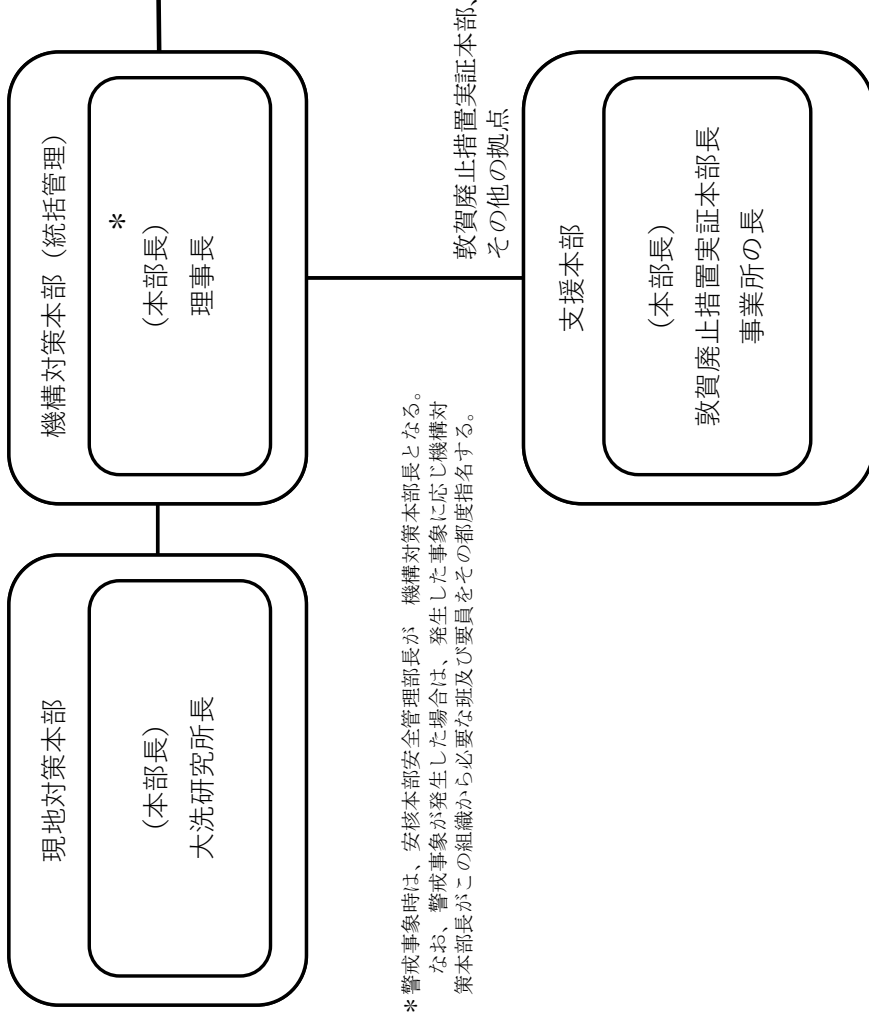 現地対策本部
(本部長)
大洗研究所長
機構対策本部（統括管理）
＊
(本部長)
理事長
＊警戒事象時は、安核本部安全管理部長が　機構対策本部長となる。
なお、警戒事象が発生した場合は、発生した事象に応じ機構対
策本部長がこの組織から必要な班及び要員をその都度指名する。
敦賀廃止措置実証本部、
その他の拠点
支援本部
(本部長)
敦賀廃止措置実証本部長
事業所の長